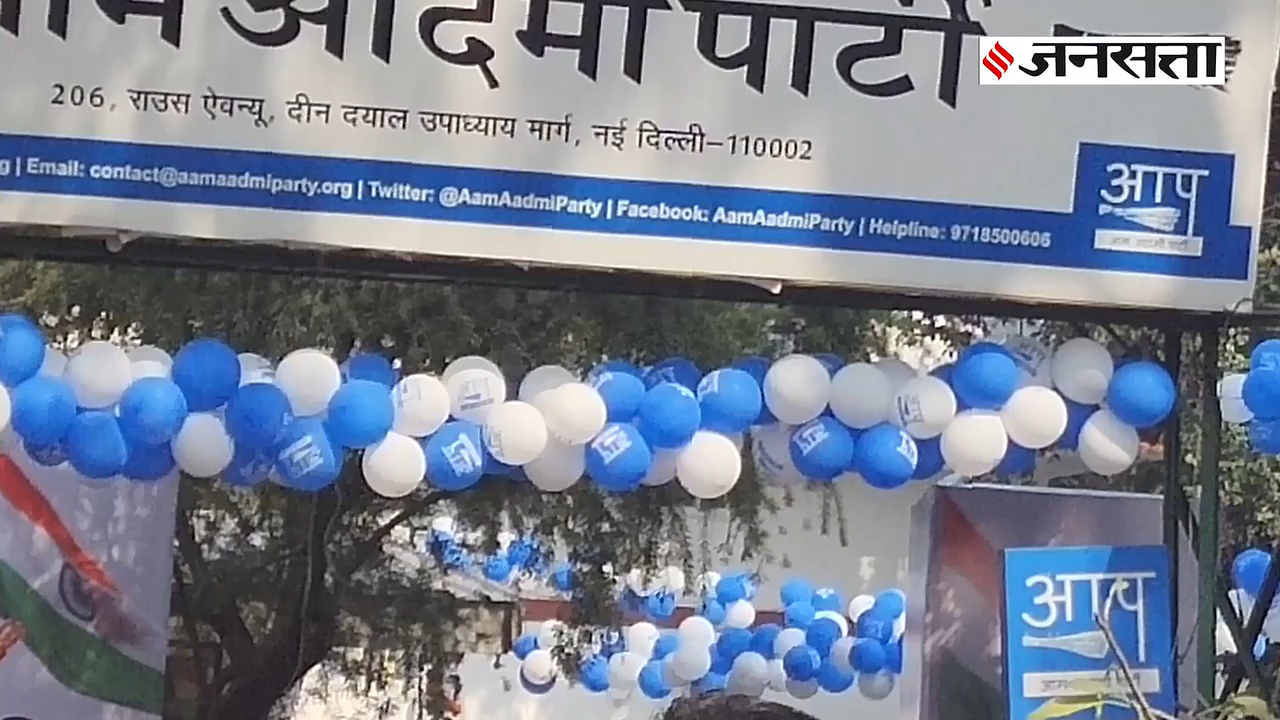 आदमी पार्टी
जनसत्ता
206, राउस ऐवन्यू, दीन दयाल उपाध्याय मार्ग, नई दिल्ली-110002
| Email: contact@aamaadmiparty.org | Twitter: @AamAadmiParty | Facebook: AamAadmiParty | Helpline: 9718500606
आप
आम आदमी पार्टी
आप